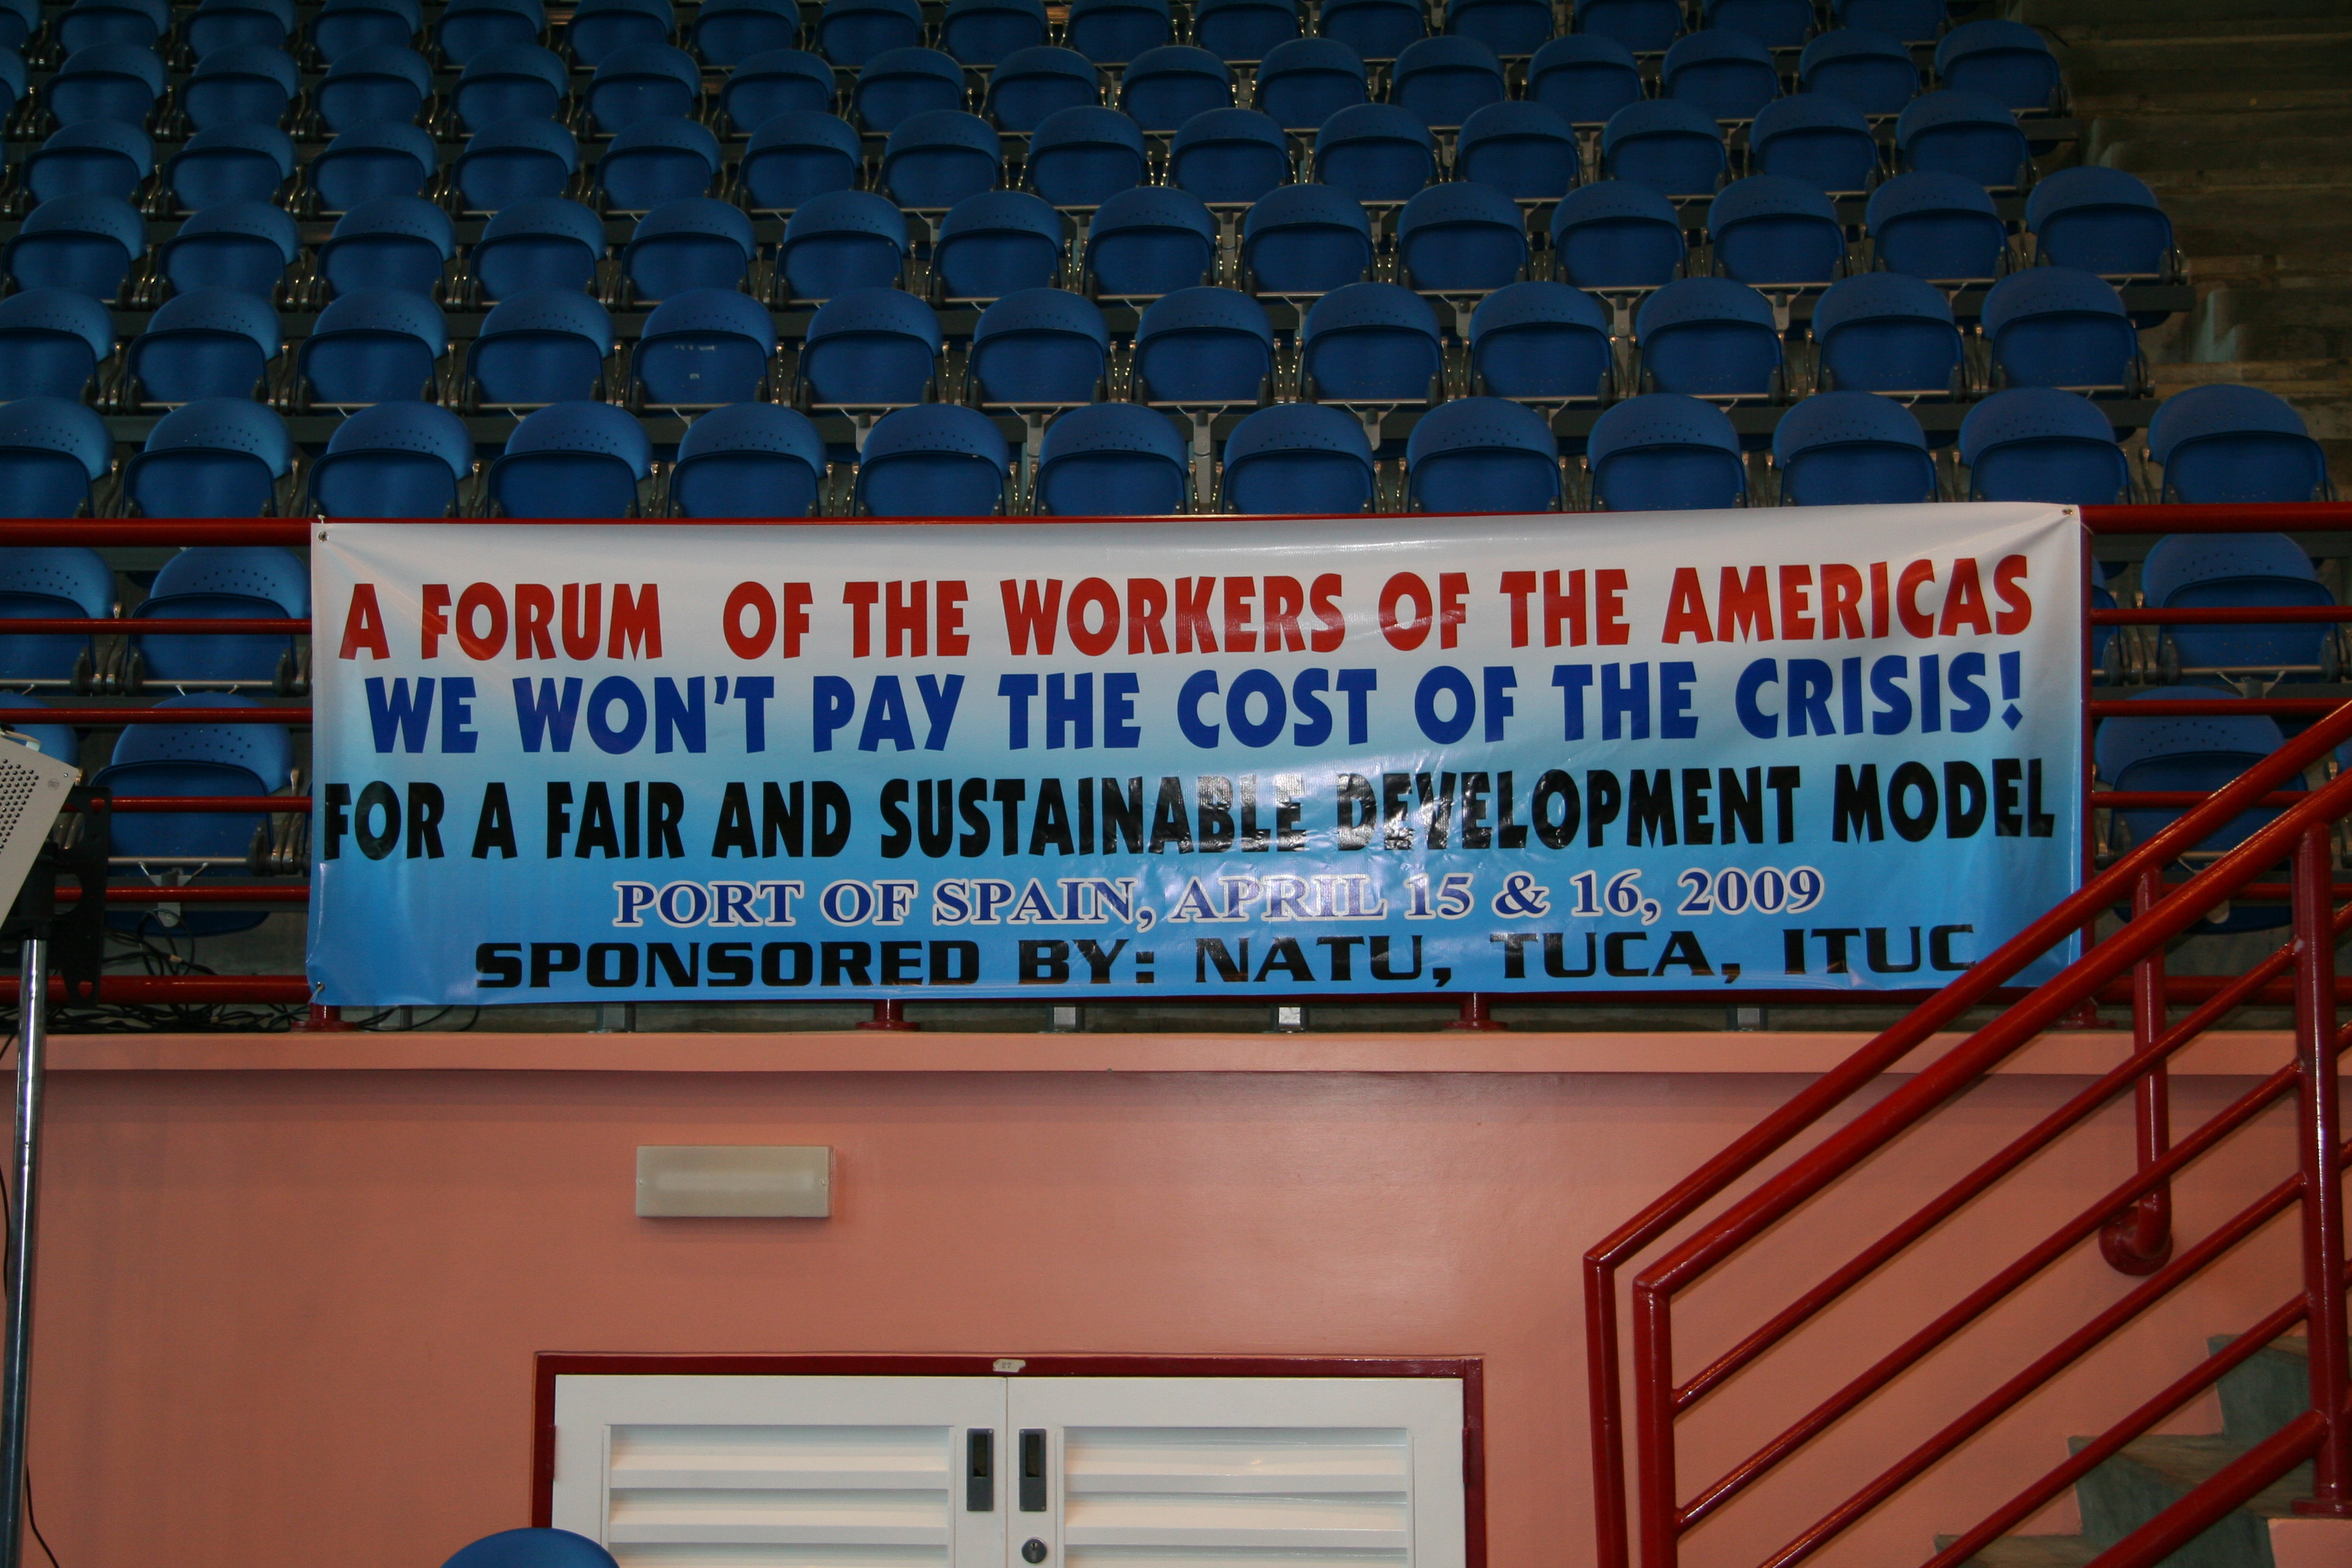 A FORUM OF THE WORKERS OF THE AMERICAS
WE WON'T PAY THE COST OF THE CRISIS!
FOR A FAIR AND SUSTAINABLE DEVELOPMENT MODEL
PORT OF SPAIN, APRIL 15 & 16, 2009
SPONSORED BY: NATU, TUCA, ITUC